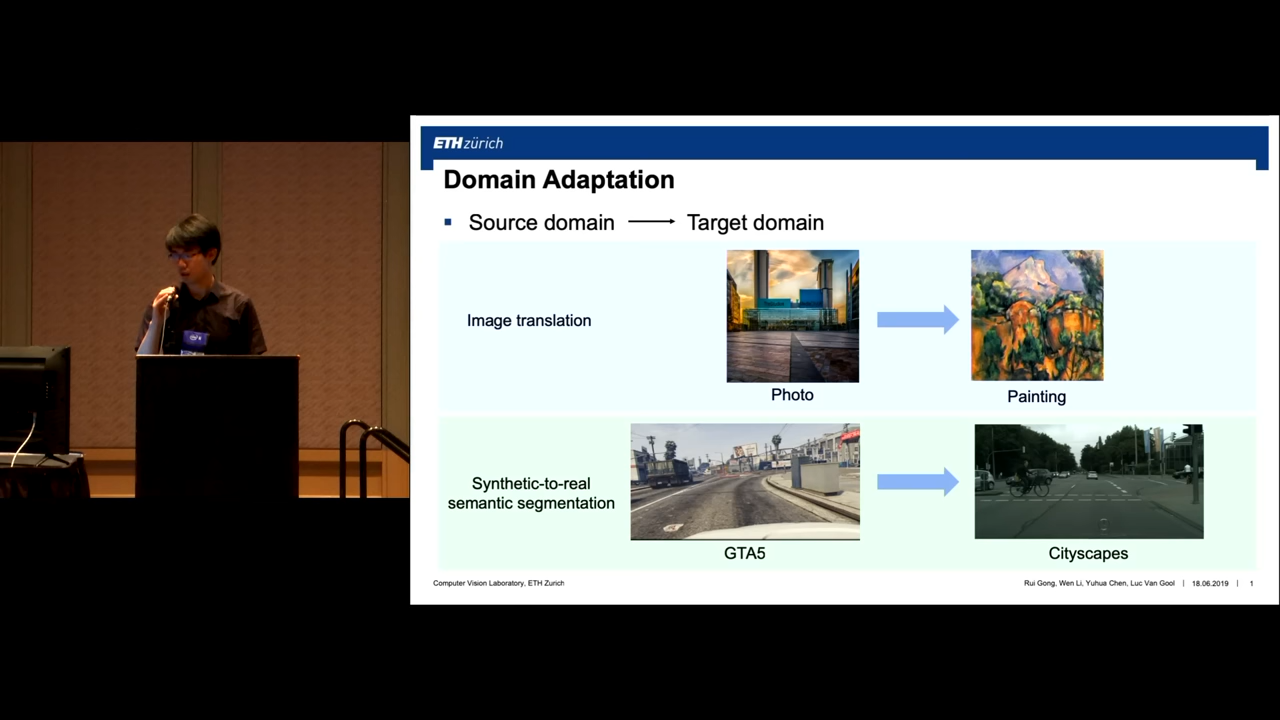 ETH zürich
Domain Adaptation
Source domain → Target domain
Image translation
Photo
Painting
Synthetic-to-real
semantic segmentation
GTA5
Cityscapes
Computer Vision Laboratory, ETH Zurich
Rui Gong, Wen Li, Yuhua Chen, Luc Van Gool | 18.06.2019 | 1